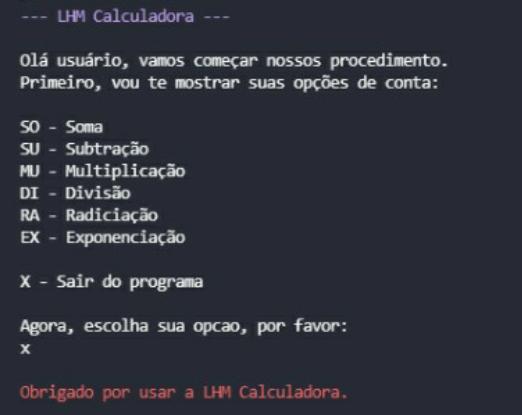 --- LHM Calculadora ---
Olá usuário, vamos começar nossos procedimento.
Primeiro, vou te mostrar suas opções de conta:
SO - Soma
SU - Subtração
MU - Multiplicação
DI - Divisão
RA - Radiciação
EX - Exponenciação
X - Sair do programa
Agora, escolha sua opcao, por favor:
x
Obrigado por usar a LHM Calculadora.